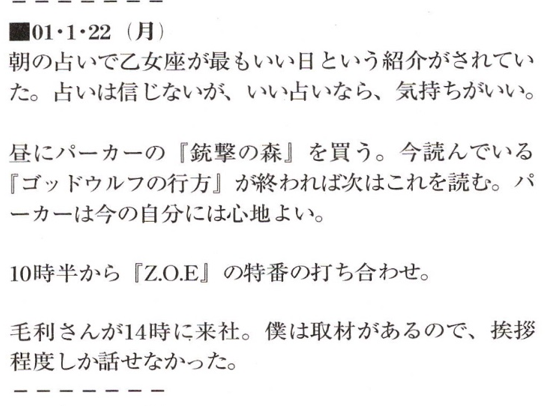 －－－－－－－
■01・1・22（月）
朝の占いで乙女座が最もいい日という紹介がされてい
た。占いは信じないが、いい占いなら、気持ちがいい。
昼にパーカーの『銃撃の森』を買う。今読んでいる
『ゴッドウルフの行方』が終われば次はこれを読む。パ
ーカーは今の自分には心地よい。
10時半から『Z.O.E』の特番の打ち合わせ。
毛利さんが14時に来社。僕は取材があるので、挨拶
程度しか話せなかった。
－－－－－－－